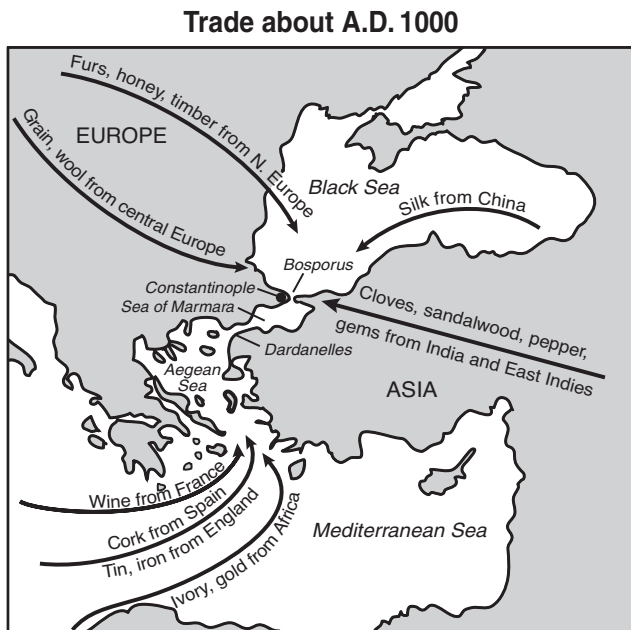 Trade about A.D. 1000
Furs, honey, timber from N. Europe
Grain, wool from central Europe
EUROPE
Black Sea
Silk from China
Bosporus
Constantinople
Sea of Marmara
Cloves, sandalwood, pepper,
gems from India and East Indies
Dardanelles
Aegean
Sea
ASIA
Wine from France
Cork from Spain
Tin, iron from England
Ivory, gold from Africa
Mediterranean Sea